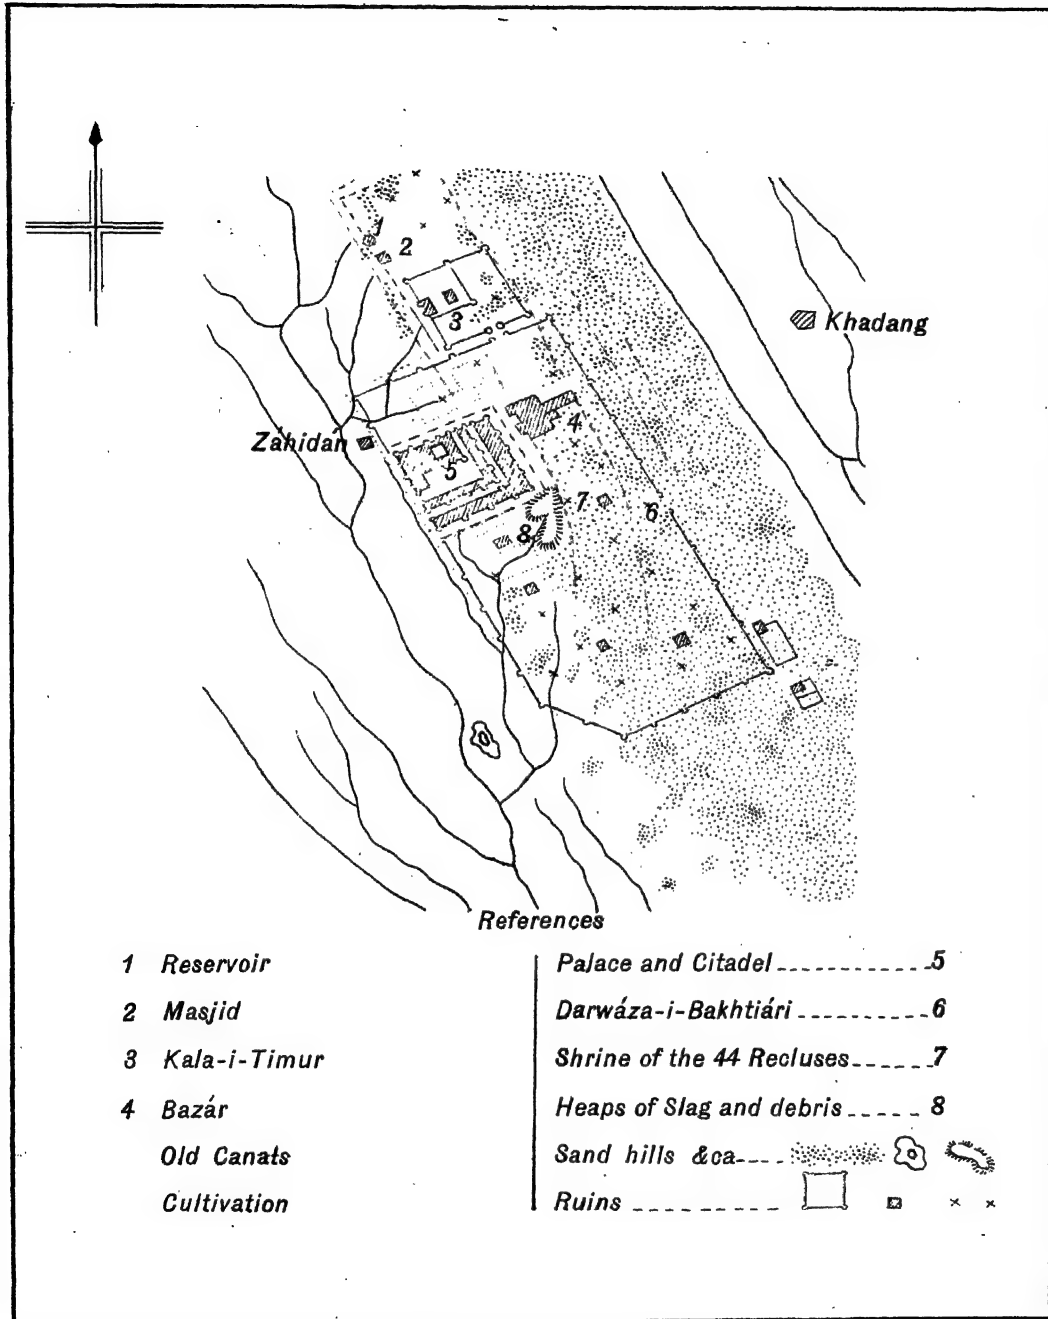 1
2
3
Khadang
4
Záhidán
5
7
6
8
References
1 Reservoir
2 Masjid
3 Kala-i-Timur
4 Bazár
Old Canats
Cultivation
Palace and Citadel 5
Darwáza-i-Bakhtiári 6
Shrine of the 44 Recluses 7
Heaps of Slag and debris 8
Sand hills &ca
Ruins